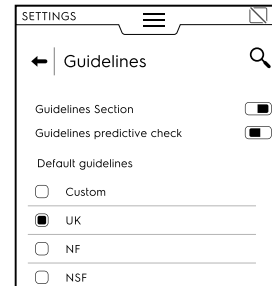 SETTINGS
Guidelines
Guidelines Section
Guidelines predictive check
Default guidelines
Custom
UK
NF
NSF